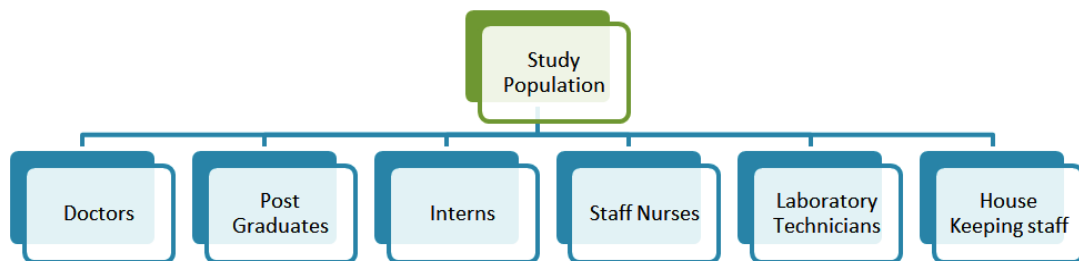 Study
Population
Doctors
Post
Graduates
Interns
Staff Nurses
Laboratory
Technicians
House
Keeping staff